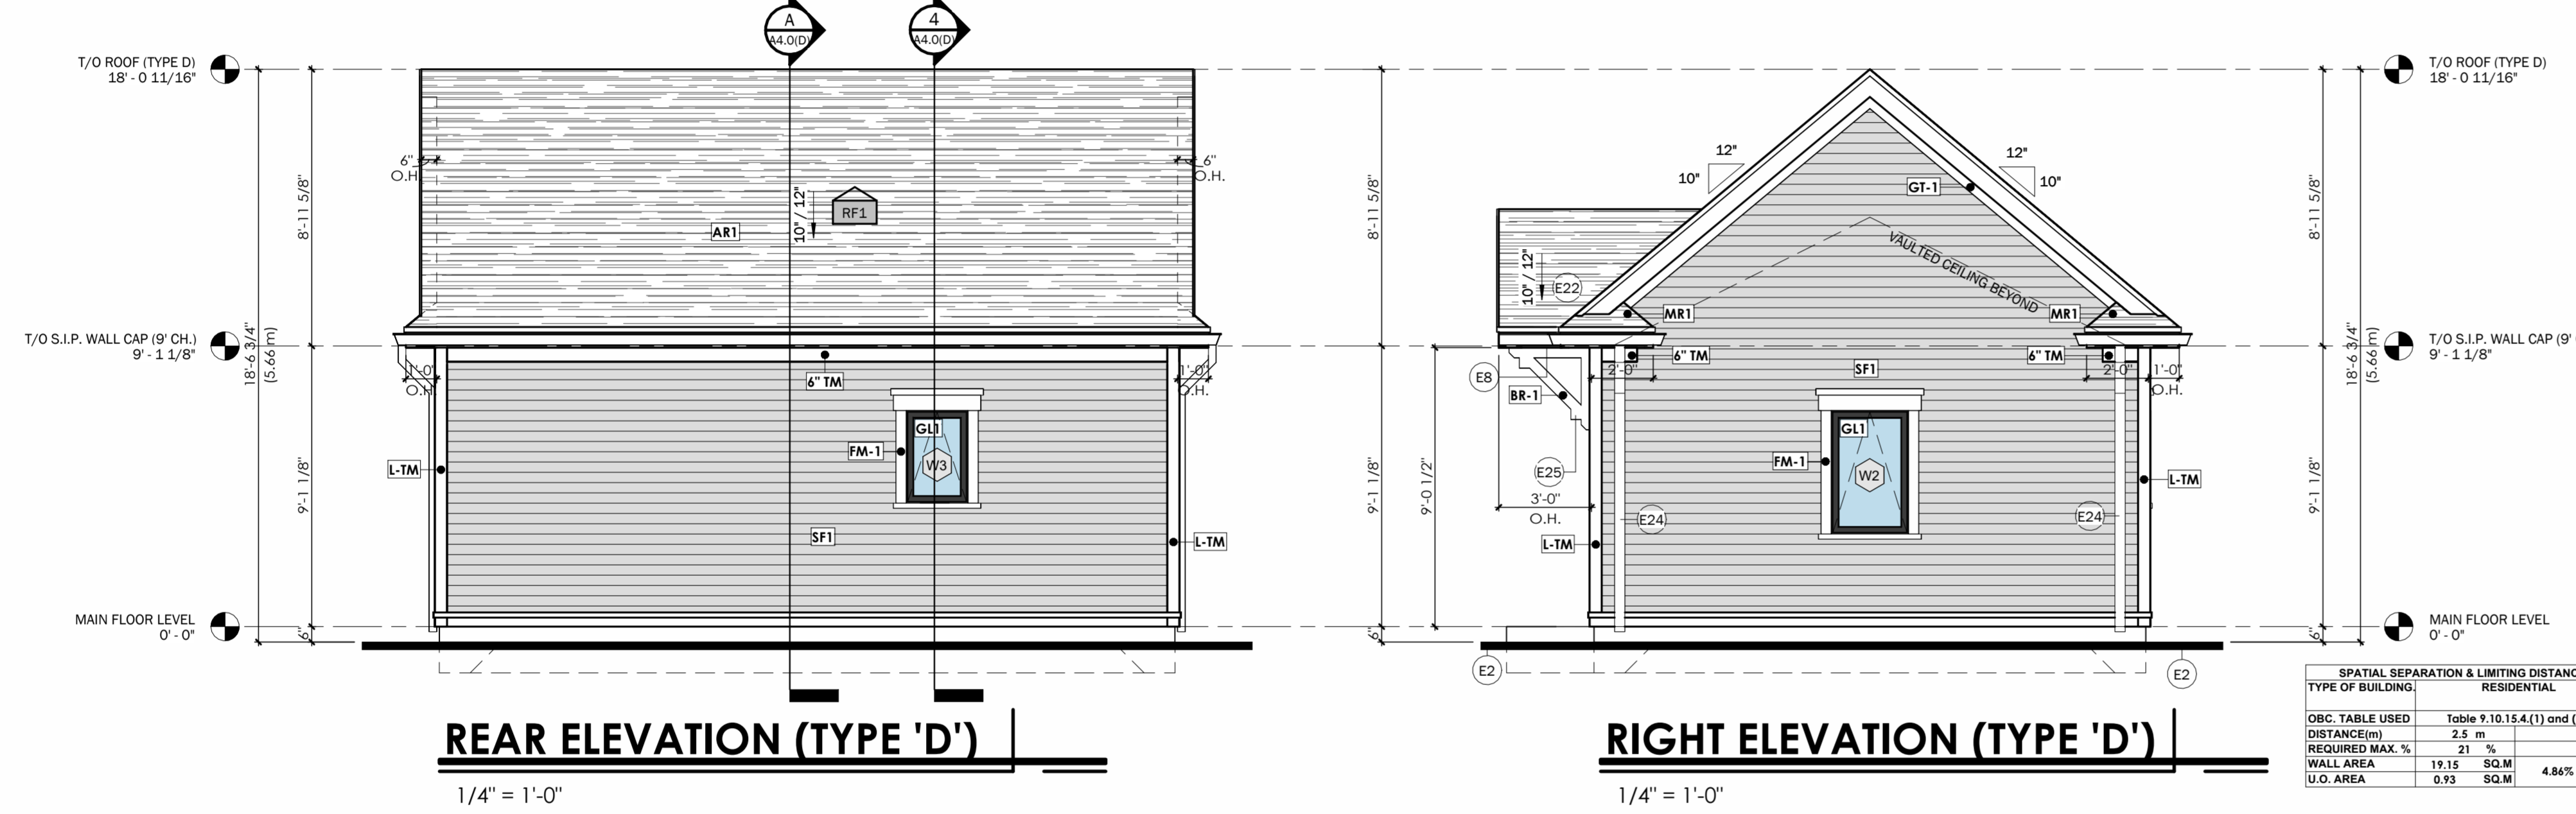 A
A4.0(D)
4
A4.0(D)
T/O ROOF (TYPE D)
18' - 0 11/16"
T/O S.I.P. WALL CAP (9' CH.)
9' - 1 1/8"
MAIN FLOOR LEVEL
0' - 0"
18'-6 3/4"
(5.66 m)
8'-11 5/8"
9'-1 1/8"
6"
6"
O.H.
6"
O.H.
AR1
10" / 12"
RF1
1'-0"
O.H.
1'-0"
O.H.
6" TM
GL1
FM-1
W3
L-TM
SF1
L-TM
REAR ELEVATION (TYPE 'D')
1/4" = 1'-0"
8'-11 5/8"
9'-1 1/8"
6"
9'-0 1/2"
12"
10"
12"
10"
GT-1
10" / 12"
E22
VAULTED CEILING BEYOND
MR1
MR1
6" TM
6" TM
2'-0"
2'-0"
1'-0"
O.H.
SF1
E8
BR-1
E25
3'-0"
O.H.
GL1
FM-1
W2
E24
E24
L-TM
L-TM
E2
E2
RIGHT ELEVATION (TYPE 'D')
1/4" = 1'-0"
8'-11 5/8"
9'-1 1/8"
6"
18'-6 3/4"
(5.66 m)
T/O ROOF (TYPE D)
18' - 0 11/16"
T/O S.I.P. WALL CAP (9'
9' - 1 1/8"
MAIN FLOOR LEVEL
0' - 0"
SPATIAL SEPARATION & LIMITING DISTANC
TYPE OF BUILDING. RESIDENTIAL
OBC. TABLE USED Table 9.10.15.4.(1) and (
DISTANCE(m) 2.5 m
REQUIRED MAX. % 21 %
WALL AREA 19.15 SQ.M
4.86%
U.O. AREA 0.93 SQ.M